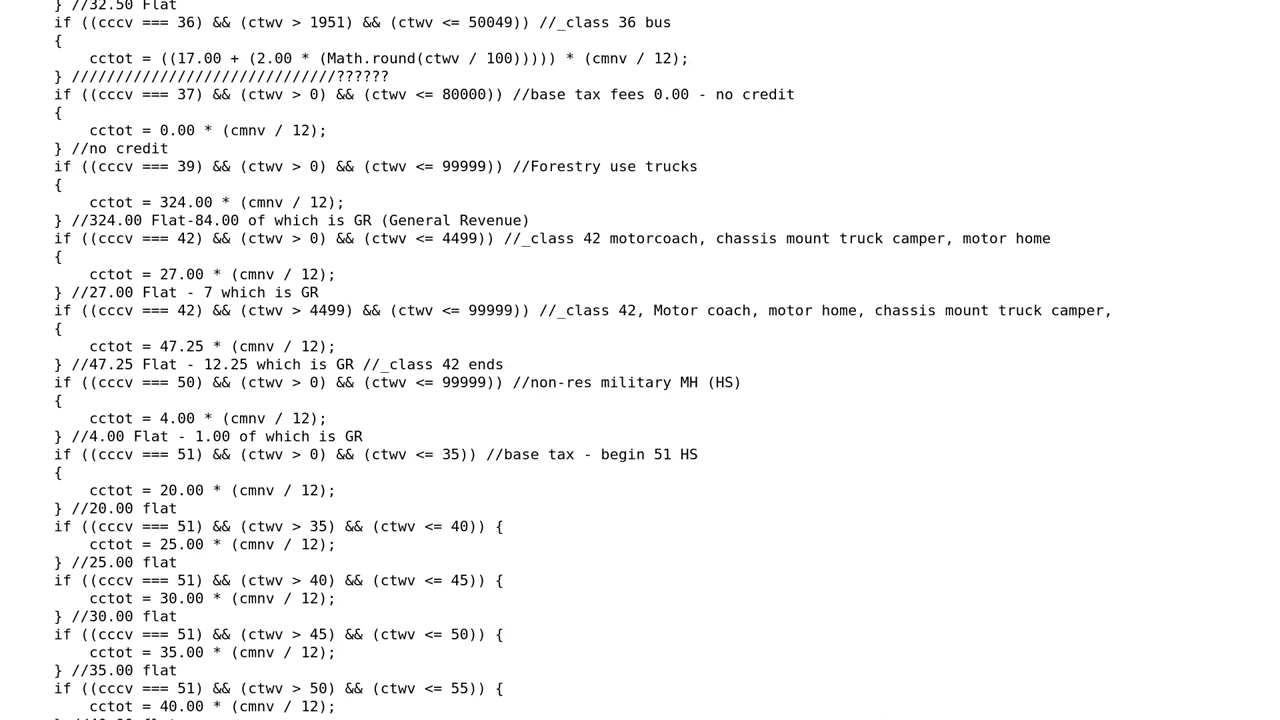 } //32.50 Flat
if ((cccv === 36) && (ctwv > 1951) && (ctwv <= 50049)) //_class 36 bus
{
    cctot = ((17.00 + (2.00 * (Math.round(ctwv / 100))))) * (cmnv / 12);
} //////////////////////////////??????
if ((cccv === 37) && (ctwv > 0) && (ctwv <= 80000)) //base tax fees 0.00 - no credit
{
    cctot = 0.00 * (cmnv / 12);
} //no credit
if ((cccv === 39) && (ctwv > 0) && (ctwv <= 99999)) //Forestry use trucks
{
    cctot = 324.00 * (cmnv / 12);
} //324.00 Flat-84.00 of which is GR (General Revenue)
if ((cccv === 42) && (ctwv > 0) && (ctwv <= 4499)) //_class 42 motorcoach, chassis mount truck camper, motor home
{
    cctot = 27.00 * (cmnv / 12);
} //27.00 Flat - 7 which is GR
if ((cccv === 42) && (ctwv > 4499) && (ctwv <= 99999)) //_class 42, Motor coach, motor home, chassis mount truck camper,
{
    cctot = 47.25 * (cmnv / 12);
} //47.25 Flat - 12.25 which is GR //_class 42 ends
if ((cccv === 50) && (ctwv > 0) && (ctwv <= 99999)) //non-res military MH (HS)
{
    cctot = 4.00 * (cmnv / 12);
} //4.00 Flat - 1.00 of which is GR
if ((cccv === 51) && (ctwv > 0) && (ctwv <= 35)) //base tax - begin 51 HS
{
    cctot = 20.00 * (cmnv / 12);
} //20.00 flat
if ((cccv === 51) && (ctwv > 35) && (ctwv <= 40)) {
    cctot = 25.00 * (cmnv / 12);
} //25.00 flat
if ((cccv === 51) && (ctwv > 40) && (ctwv <= 45)) {
    cctot = 30.00 * (cmnv / 12);
} //30.00 flat
if ((cccv === 51) && (ctwv > 45) && (ctwv <= 50)) {
    cctot = 35.00 * (cmnv / 12);
} //35.00 flat
if ((cccv === 51) && (ctwv > 50) && (ctwv <= 55)) {
    cctot = 40.00 * (cmnv / 12);
} //40.00 flat